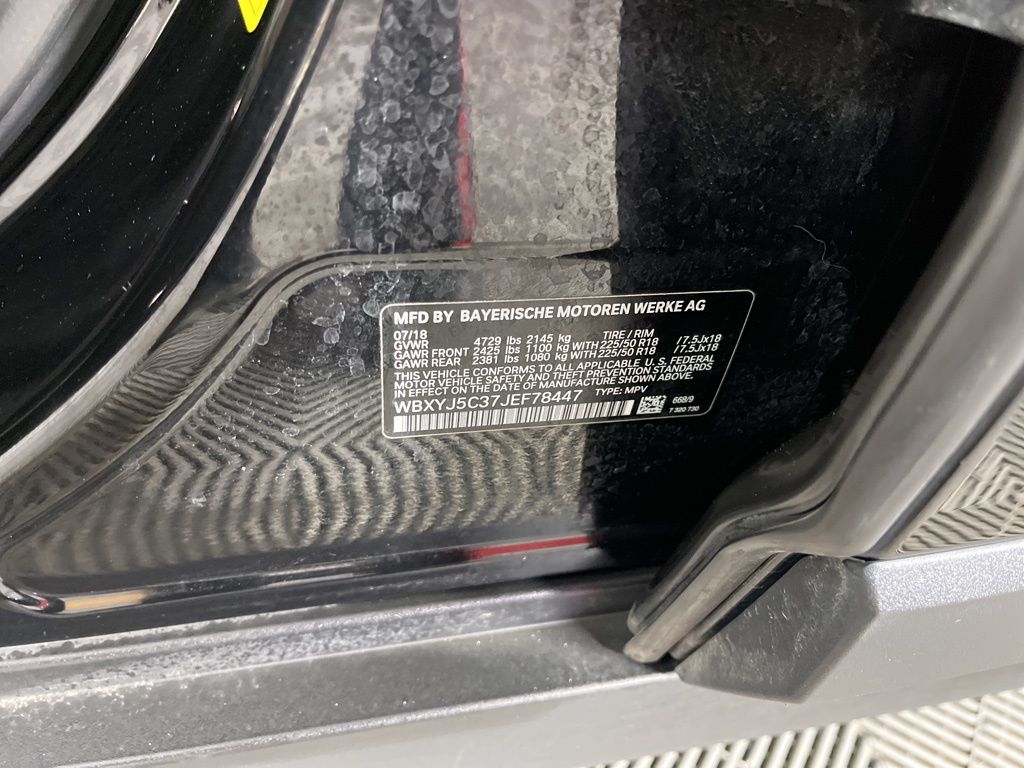 MFD BY BAYERISCHE MOTOREN WERKE AG
07/18 TIRE / RIM
GVWR 4729 lbs 2145 kg
GAWR FRONT 2425 lbs 1100 kg WITH 225/50 R18 /7.5Jx18
GAWR REAR 2381 lbs 1080 kg WITH 225/50 R18 /7.5Jx18
THIS VEHICLE CONFORMS TO ALL APPLICABLE U.S. FEDERAL
MOTOR VEHICLE SAFETY AND THEFT PREVENTION STANDARDS
IN EFFECT ON THE DATE OF MANUFACTURE SHOWN ABOVE.
WBXYJ5C37JEF78447 TYPE: MPV
668/9
7 320 730